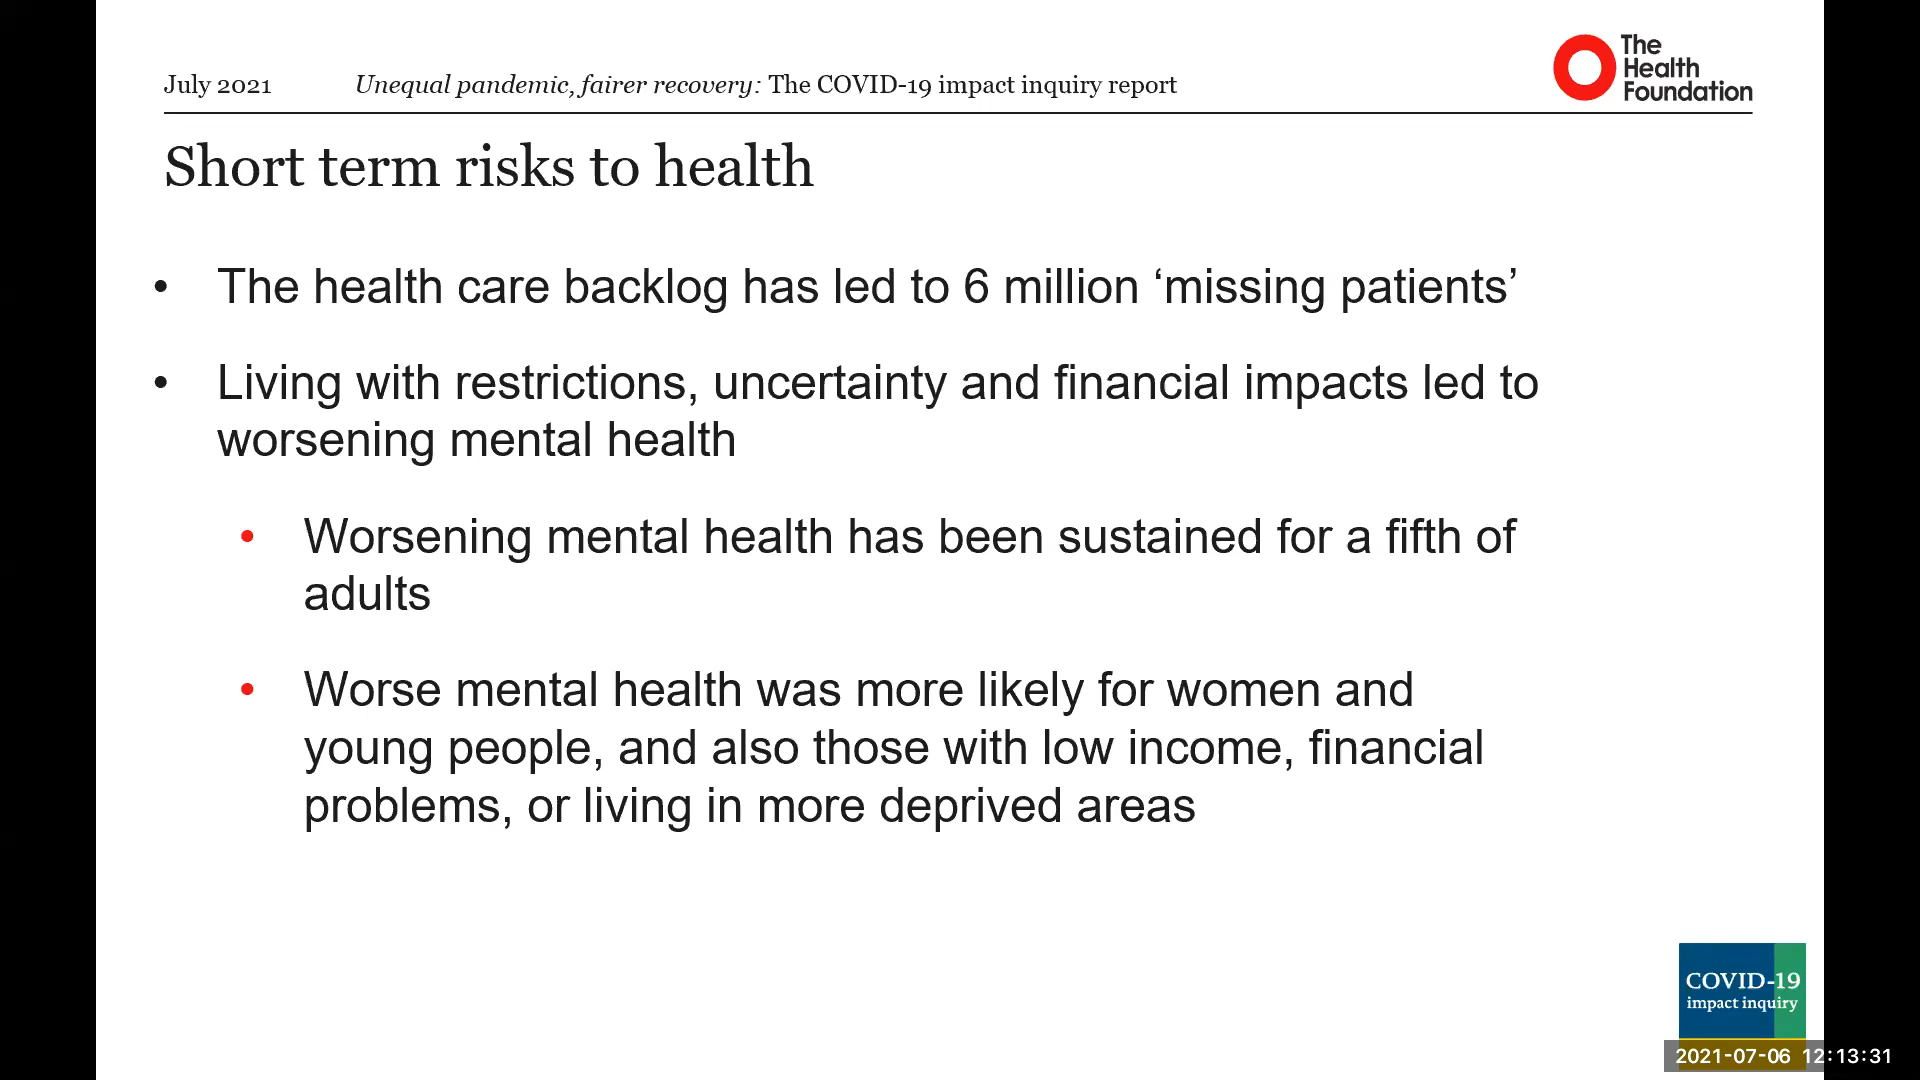 July 2021 Unequal pandemic, fairer recovery: The COVID-19 impact inquiry report
The
Health
Foundation
Short term risks to health
• The health care backlog has led to 6 million ‘missing patients’
• Living with restrictions, uncertainty and financial impacts led to
worsening mental health
• Worsening mental health has been sustained for a fifth of
adults
• Worse mental health was more likely for women and
young people, and also those with low income, financial
problems, or living in more deprived areas
COVID-19
impact inquiry
2021-07-06 12:13:31